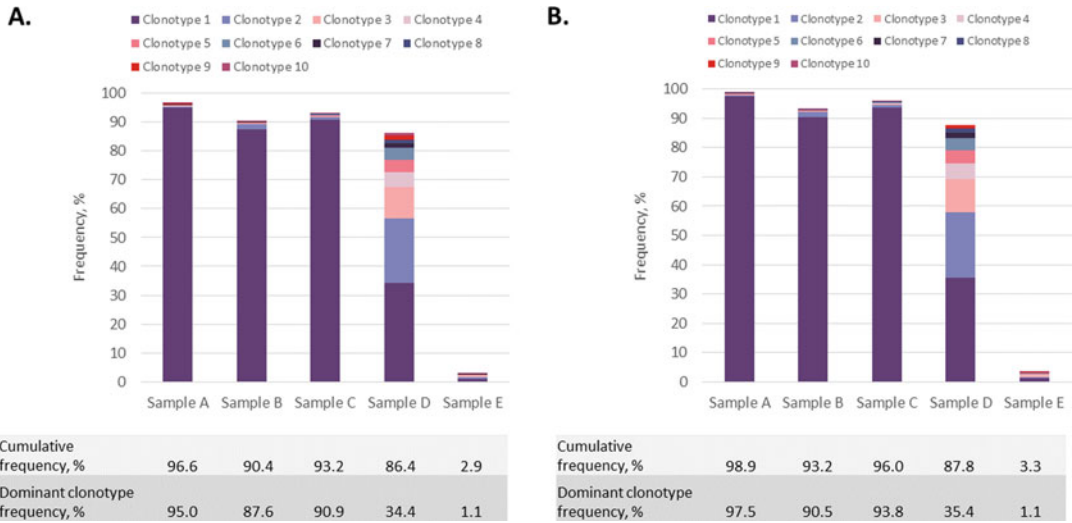 A.
Clonotype 1 Clonotype 2 Clonotype 3 Clonotype 4
Clonotype 5 Clonotype 6 Clonotype 7 Clonotype 8
Clonotype 9 Clonotype 10
100
90
80
70
60
50
40
30
20
10
0
Frequency, %
Sample A Sample B Sample C Sample D Sample E
Cumulative
frequency, % 96.6 90.4 93.2 86.4 2.9
Dominant clonotype
frequency, % 95.0 87.6 90.9 34.4 1.1
B.
Clonotype 1 Clonotype 2 Clonotype 3 Clonotype 4
Clonotype 5 Clonotype 6 Clonotype 7 Clonotype 8
Clonotype 9 Clonotype 10
100
90
80
70
60
50
40
30
20
10
0
Frequency, %
Sample A Sample B Sample C Sample D Sample E
Cumulative
frequency, % 98.9 93.2 96.0 87.8 3.3
Dominant clonotype
frequency, % 97.5 90.5 93.8 35.4 1.1